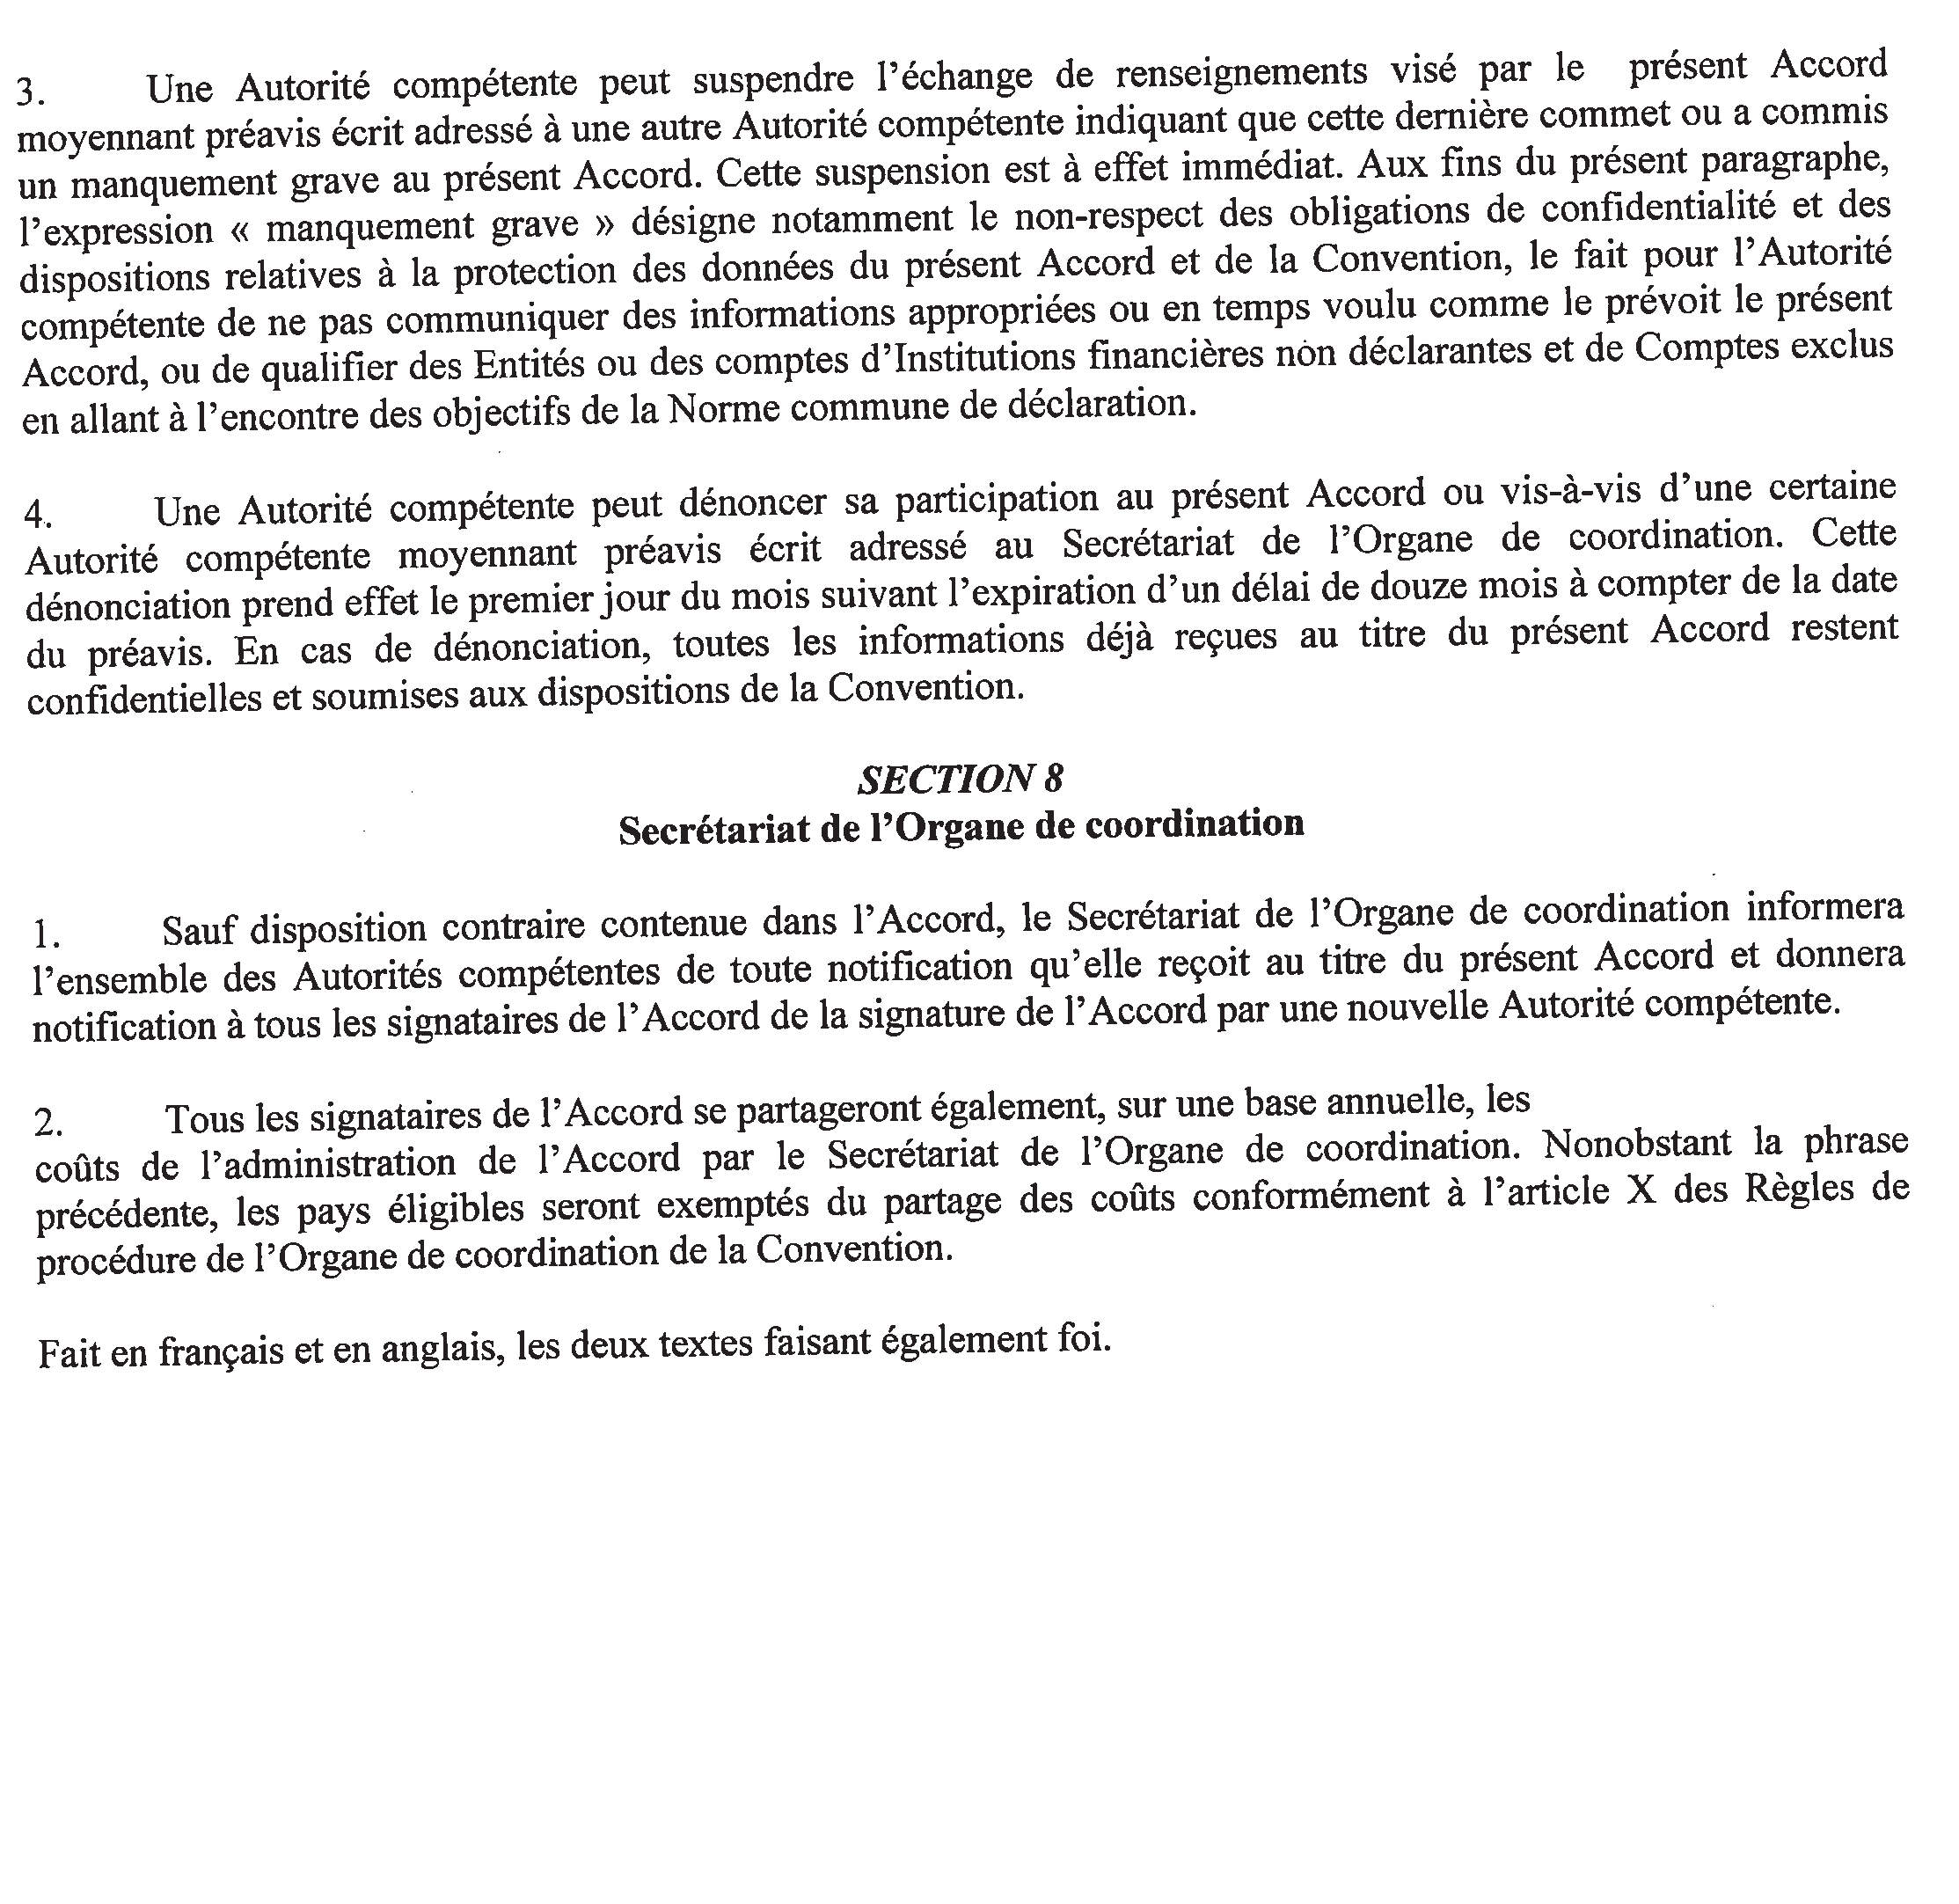 3. Une Autorité compétente peut suspendre l’échange de renseignements visé par le présent Accord
moyennant préavis écrit adressé à une autre Autorité compétente indiquant que cette dernière commet ou a commis
un manquement grave au présent Accord. Cette suspension est à effet immédiat. Aux fins du présent paragraphe,
l’expression « manquement grave » désigne notamment le non-respect des obligations de confidentialité et des
dispositions relatives à la protection des données du présent Accord et de la Convention, le fait pour l’Autorité
compétente de ne pas communiquer des informations appropriées ou en temps voulu comme le prévoit le présent
Accord, ou de qualifier des Entités ou des comptes d’Institutions financières non déclarantes et de Comptes exclus
en allant à l’encontre des objectifs de la Norme commune de déclaration.
4. Une Autorité compétente peut dénoncer sa participation au présent Accord ou vis-à-vis d’une certaine
Autorité compétente moyennant préavis écrit adressé au Secrétariat de l’Organe de coordination. Cette
dénonciation prend effet le premier jour du mois suivant l’expiration d’un délai de douze mois à compter de la date
du préavis. En cas de dénonciation, toutes les informations déjà reçues au titre du présent Accord restent
confidentielles et soumises aux dispositions de la Convention.
SECTION 8
Secrétariat de l’Organe de coordination
1. Sauf disposition contraire contenue dans l’Accord, le Secrétariat de l’Organe de coordination informera
l’ensemble des Autorités compétentes de toute notification qu’elle reçoit au titre du présent Accord et donnera
notification à tous les signataires de l’Accord de la signature de l’Accord par une nouvelle Autorité compétente.
2. Tous les signataires de l’Accord se partageront également, sur une base annuelle, les
coûts de l’administration de l’Accord par le Secrétariat de l’Organe de coordination. Nonobstant la phrase
précédente, les pays éligibles seront exemptés du partage des coûts conformément à l’article X des Règles de
procédure de l’Organe de coordination de la Convention.
Fait en français et en anglais, les deux textes faisant également foi.